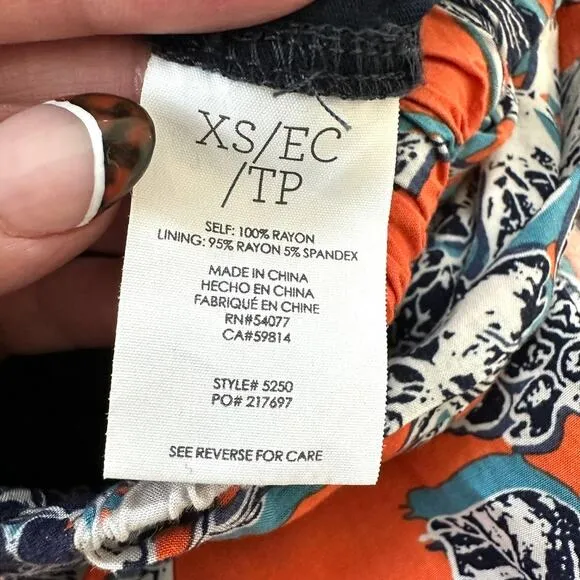 XS/EC
/TP
SELF: 100% RAYON
LINING: 95% RAYON 5% SPANDEX
MADE IN CHINA
HECHO EN CHINA
FABRIQUÉ EN CHINE
RN#54077
CA#59814
STYLE# 5250
PO# 217697
SEE REVERSE FOR CARE